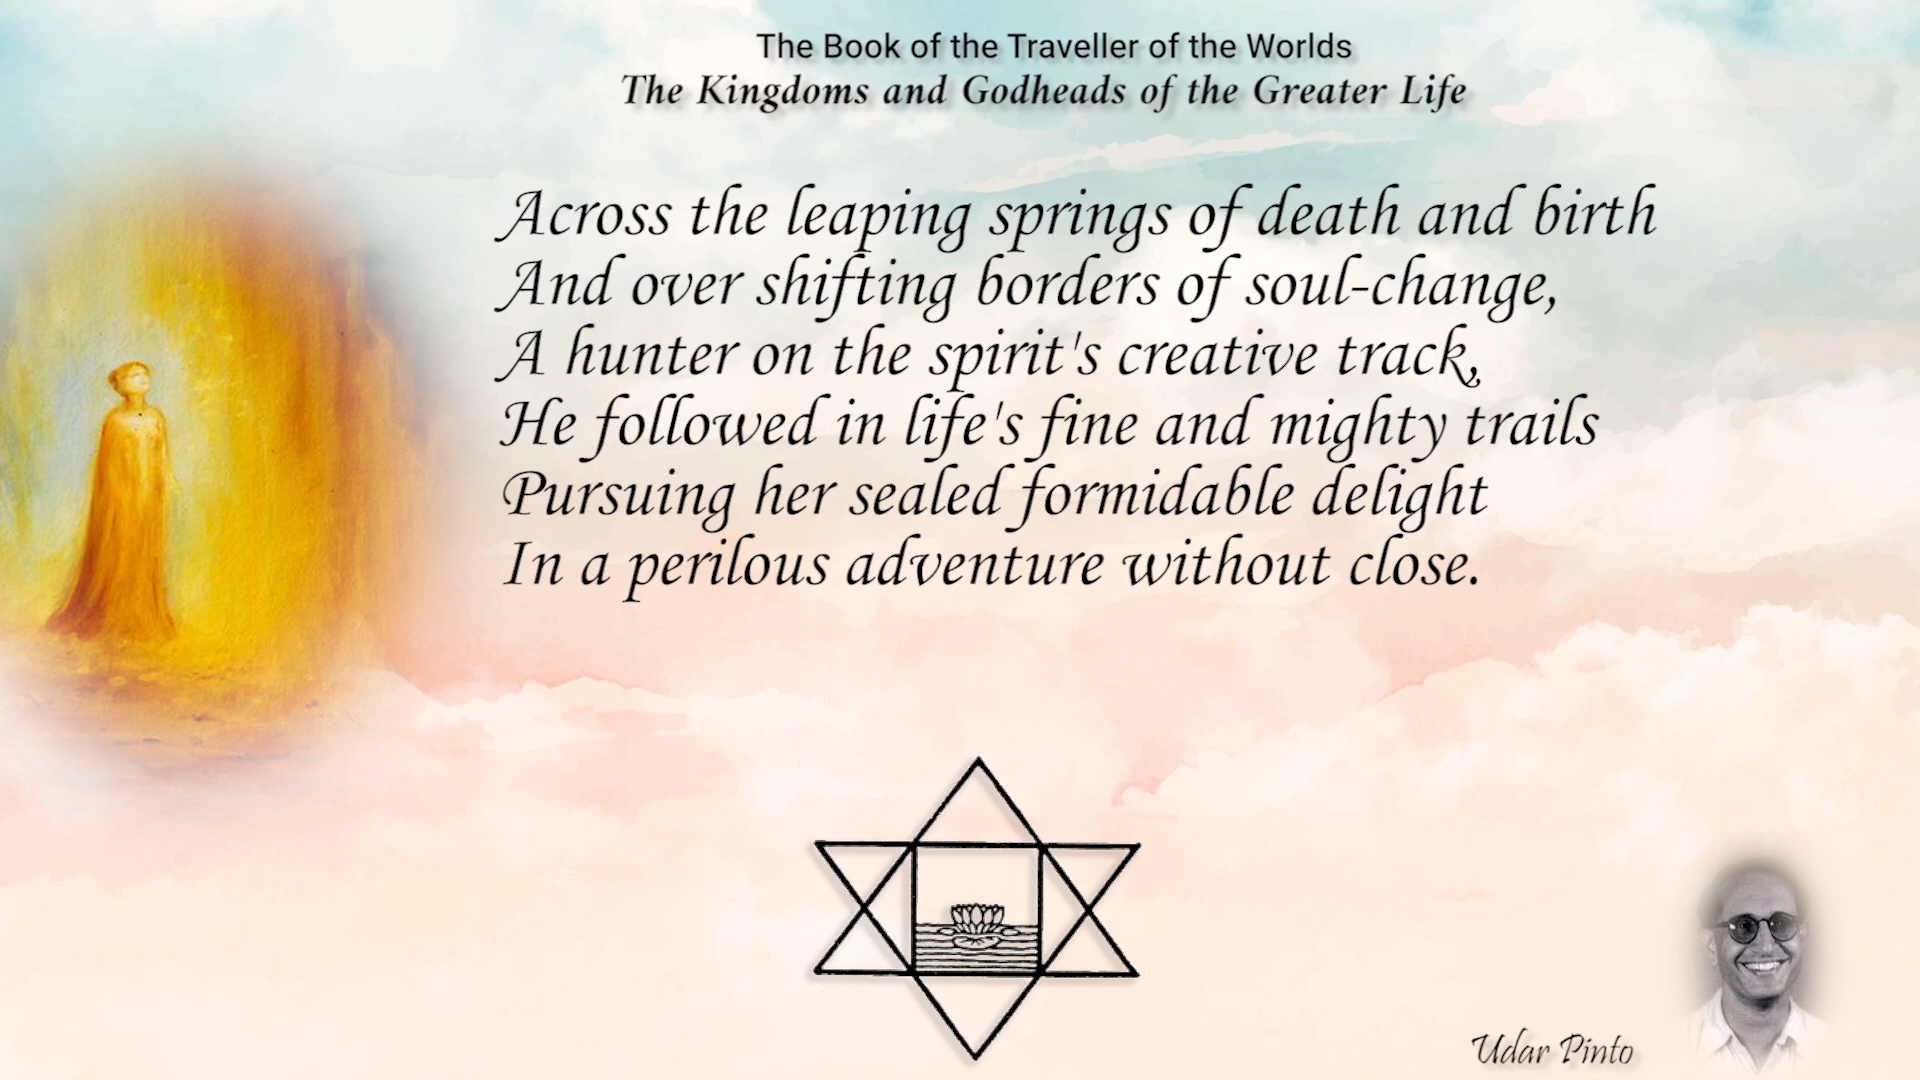 The Book of the Traveller of the Worlds
The Kingdoms and Godheads of the Greater Life
Across the leaping springs of death and birth
And over shifting borders of soul-change,
A hunter on the spirit's creative track,
He followed in life's fine and mighty trails
Pursuing her sealed formidable delight
In a perilous adventure without close.
Udar Pinto